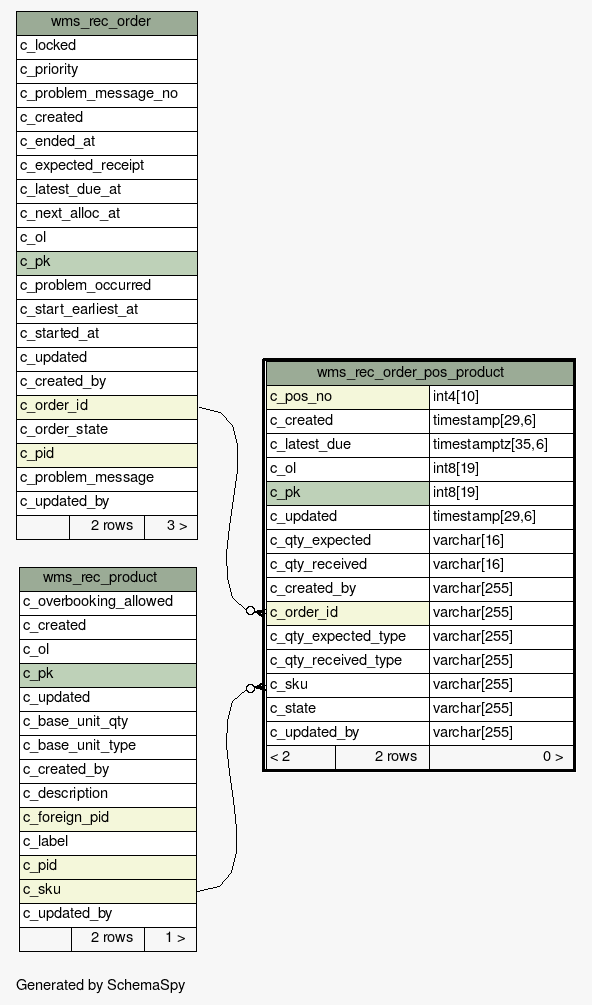 wms_rec_order
c_locked
c_priority
c_problem_message_no
c_created
c_ended_at
c_expected_receipt
c_latest_due_at
c_next_alloc_at
c_ol
c_pk
c_problem_occurred
c_start_earliest_at
c_started_at
c_updated
c_created_by
c_order_id
c_order_state
c_pid
c_problem_message
c_updated_by
2 rows 3 >
wms_rec_product
c_overbooking_allowed
c_created
c_ol
c_pk
c_updated
c_base_unit_qty
c_base_unit_type
c_created_by
c_description
c_foreign_pid
c_label
c_pid
c_sku
c_updated_by
2 rows 1 >
wms_rec_order_pos_product
c_pos_no int4[10]
c_created timestamp[29,6]
c_latest_due timestamptz[35,6]
c_ol int8[19]
c_pk int8[19]
c_updated timestamp[29,6]
c_qty_expected varchar[16]
c_qty_received varchar[16]
c_created_by varchar[255]
c_order_id varchar[255]
c_qty_expected_type varchar[255]
c_qty_received_type varchar[255]
c_sku varchar[255]
c_state varchar[255]
c_updated_by varchar[255]
< 2 2 rows 0 >
Generated by SchemaSpy